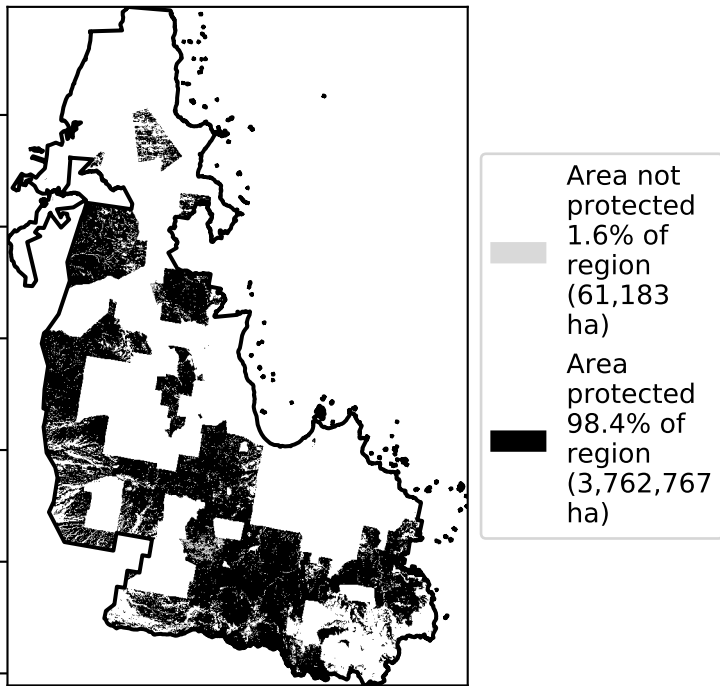 Area not
protected
1.6% of
region
(61,183
ha)
Area
protected
98.4% of
region
(3,762,767
ha)